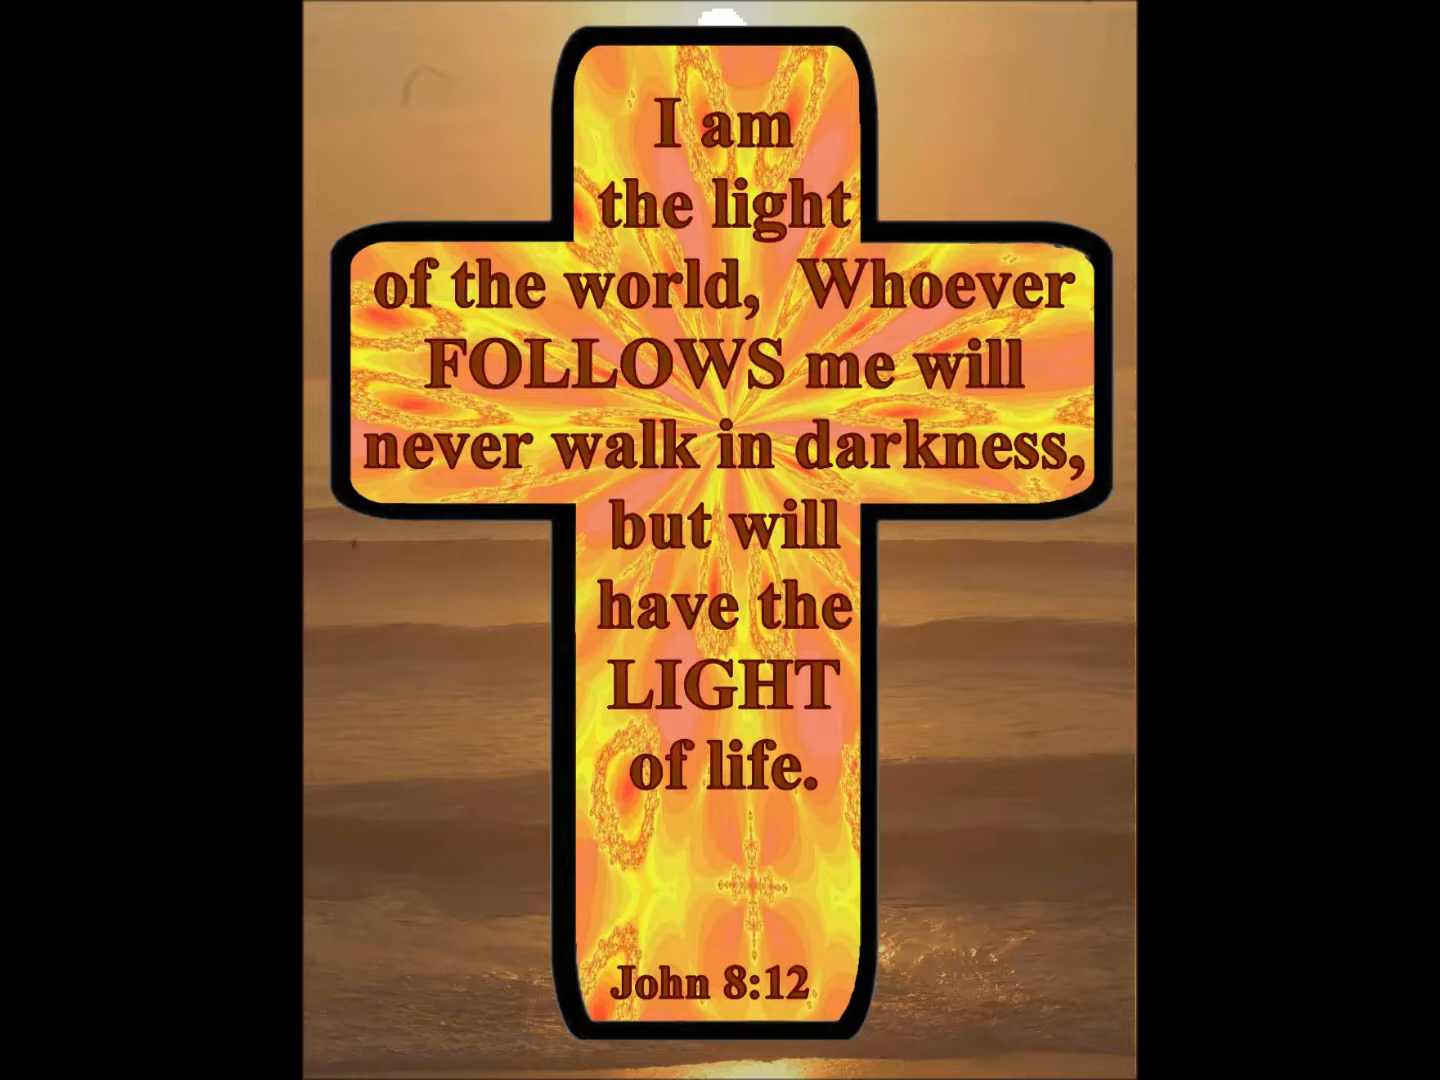 I am
the light
of the world,  Whoever
FOLLOWS me will
never walk in darkness,
but will
have the
LIGHT
of life.
John 8:12